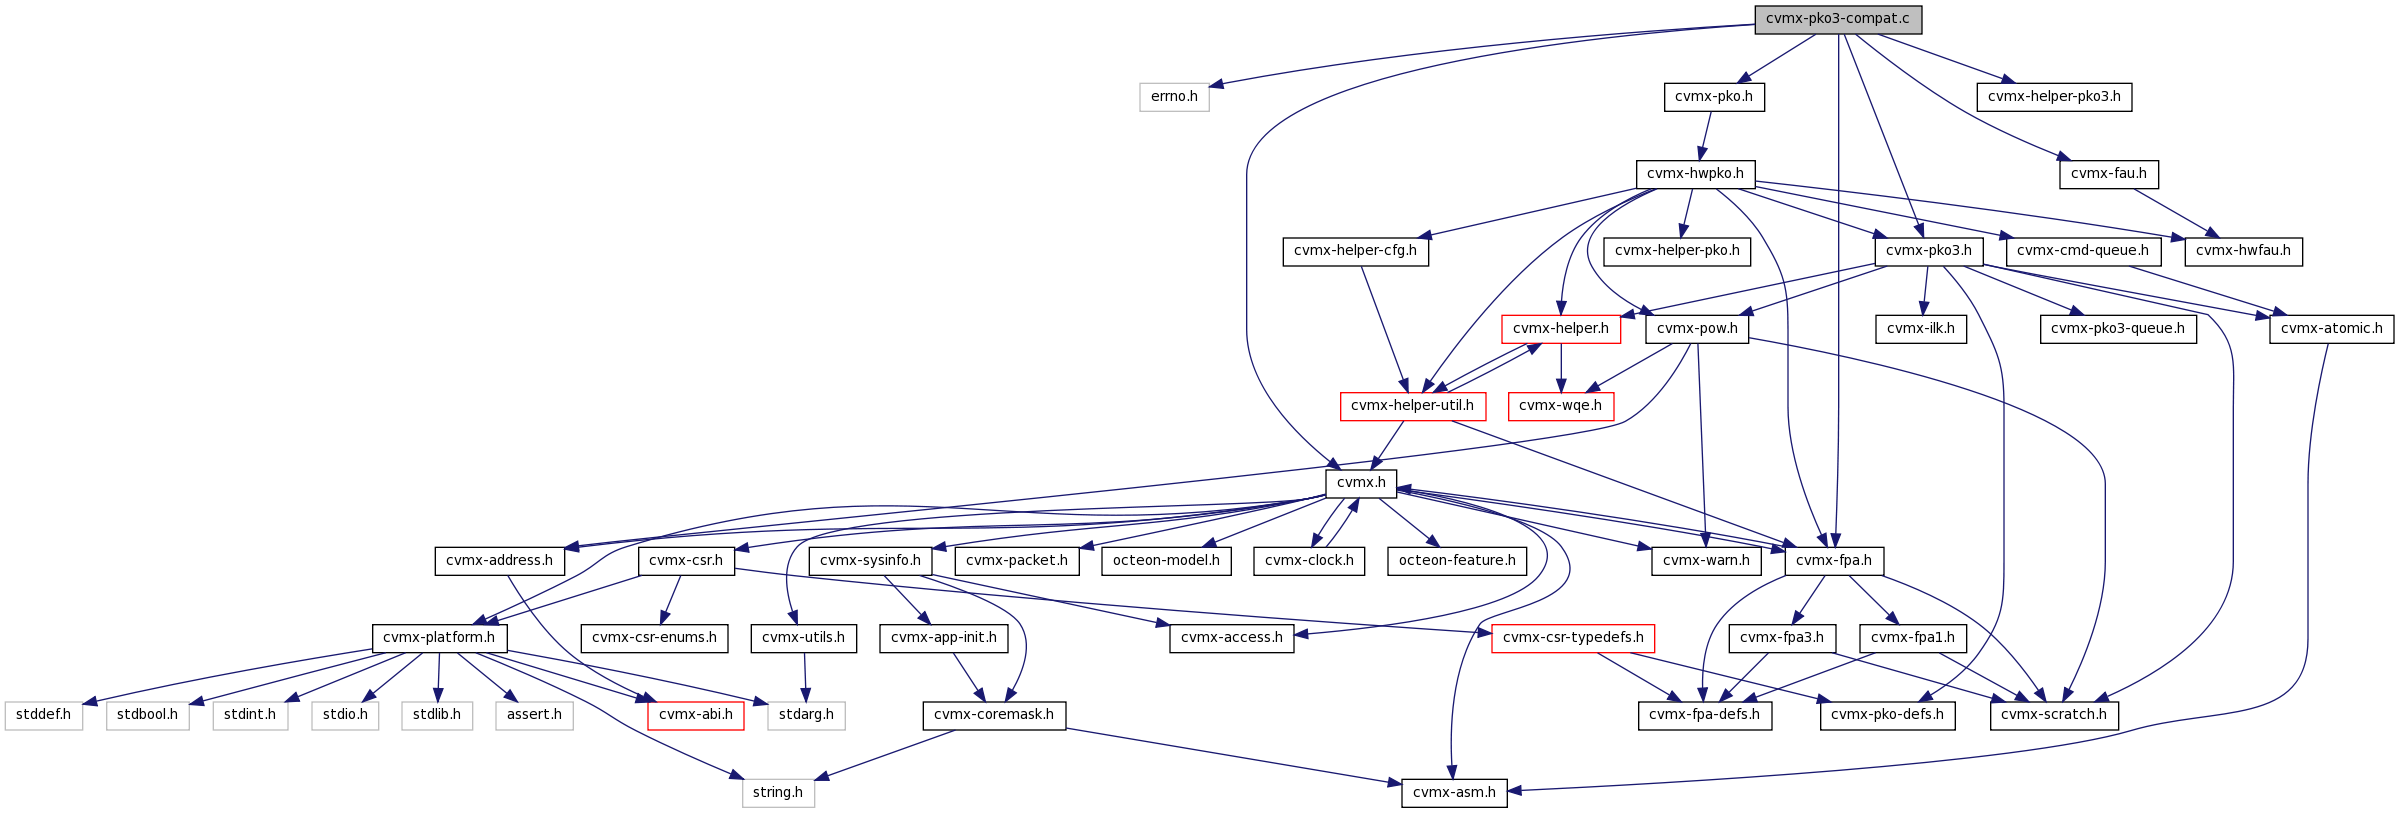 cvmx-pko3-compat.c
errno.h
cvmx-pko.h
cvmx-helper-pko3.h
cvmx-hwpko.h
cvmx-fau.h
cvmx-helper-cfg.h
cvmx-helper-pko.h
cvmx-pko3.h
cvmx-cmd-queue.h
cvmx-hwfau.h
cvmx-helper.h
cvmx-pow.h
cvmx-ilk.h
cvmx-pko3-queue.h
cvmx-atomic.h
cvmx-helper-util.h
cvmx-wqe.h
cvmx.h
cvmx-address.h
cvmx-csr.h
cvmx-sysinfo.h
cvmx-packet.h
octeon-model.h
cvmx-clock.h
octeon-feature.h
cvmx-warn.h
cvmx-fpa.h
cvmx-platform.h
cvmx-csr-enums.h
cvmx-utils.h
cvmx-app-init.h
cvmx-access.h
cvmx-csr-typedefs.h
cvmx-fpa3.h
cvmx-fpa1.h
stddef.h
stdbool.h
stdint.h
stdio.h
stdlib.h
assert.h
cvmx-abi.h
stdarg.h
cvmx-coremask.h
cvmx-fpa-defs.h
cvmx-pko-defs.h
cvmx-scratch.h
string.h
cvmx-asm.h